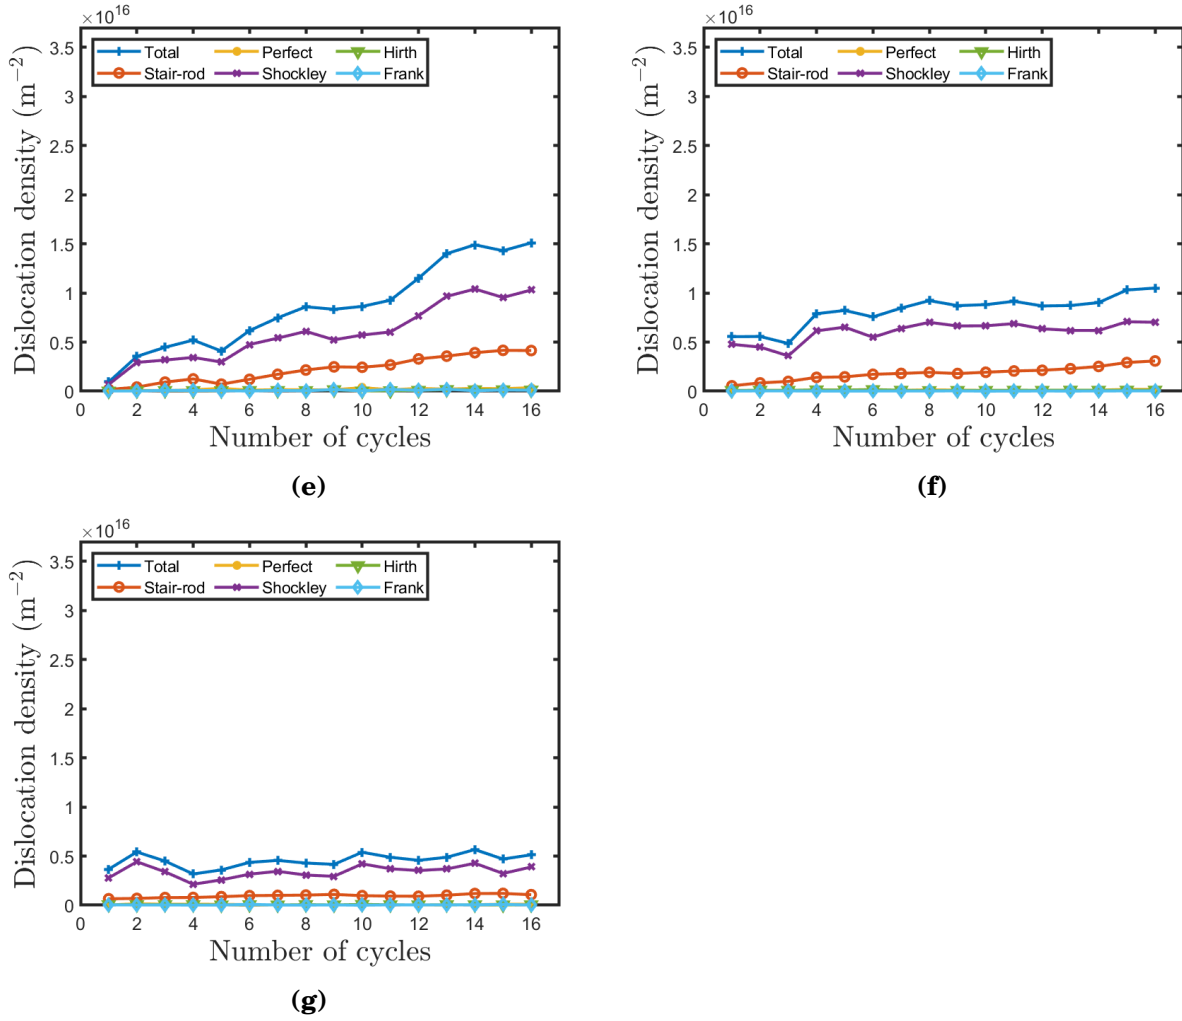 ×10^16
Dislocation density (m^−2)
3.5
3
2.5
2
1.5
1
0.5
0
Total Perfect Hirth
Stair-rod Shockley Frank
0 2 4 6 8 10 12 14 16
Number of cycles
(e)
×10^16
Dislocation density (m^−2)
3.5
3
2.5
2
1.5
1
0.5
0
Total Perfect Hirth
Stair-rod Shockley Frank
0 2 4 6 8 10 12 14 16
Number of cycles
(f)
×10^16
Dislocation density (m^−2)
3.5
3
2.5
2
1.5
1
0.5
0
Total Perfect Hirth
Stair-rod Shockley Frank
0 2 4 6 8 10 12 14 16
Number of cycles
(g)